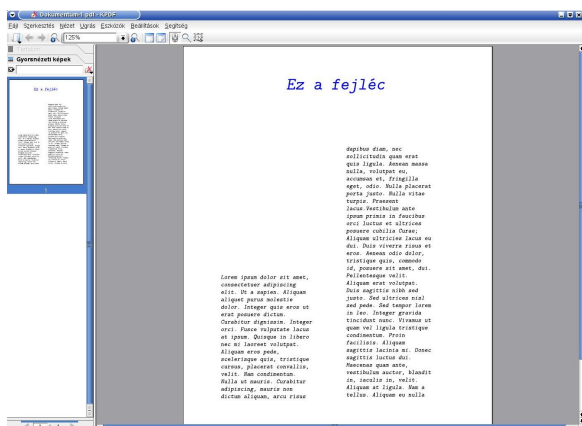 Dokumentum-1.pdf - KPDF
Fájl Szerkesztés Nézet Ugrás Eszközök Beállítások Segítség
125%
Gyorsnézeti képek
Ez a fejléc
1
Ez a fejléc
Lorem ipsum dolor sit amet,
consectetuer adipiscing
elit. Ut a sapien. Aliquam
aliquet purus molestie
dolor. Integer quis eros ut
erat posuere dictum.
Curabitur dignissim. Integer
orci. Fusce vulputate lacus
at ipsum. Quisque in libero
nec mi laoreet volutpat.
Aliquam eros pede,
scelerisque quis, tristique
cursus, placerat convallis,
velit. Nam condimentum.
Nulla ut mauris. Curabitur
adipiscing, mauris non
dictum aliquam, arcu risus
dapibus diam, nec
sollicitudin quam erat
quis ligula. Aenean massa
nulla, volutpat eu,
accumsan et, fringilla
eget, odio. Nulla placerat
porta justo. Nulla vitae
turpis. Praesent
lacus.Vestibulum ante
ipsum primis in faucibus
orci luctus et ultrices
posuere cubilia Curae;
Aliquam ultricies lacus eu
dui. Duis viverra risus et
eros. Aenean odio dolor,
tristique quis, commodo
id, posuere sit amet, dui.
Pellentesque velit.
Aliquam erat volutpat.
Duis sagittis nibh sed
justo. Sed ultrices nisl
sed pede. Sed tempor lorem
in leo. Integer gravida
tincidunt nunc. Vivamus ut
quam vel ligula tristique
condimentum. Proin
facilisis. Aliquam
sagittis lacinia mi. Donec
sagittis luctus dui.
Maecenas quam ante,
vestibulum auctor, blandit
in, iaculis in, velit.
Aliquam at ligula. Nam a
tellus. Aliquam eu nulla